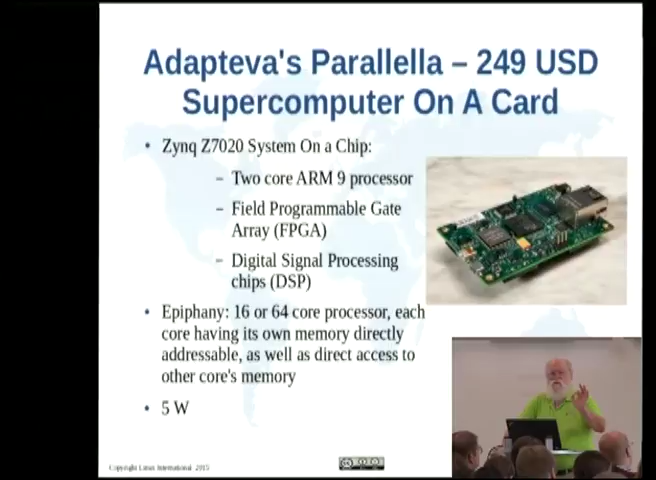 Adapteva's Parallella – 249 USD
Supercomputer On A Card
• Zynq Z7020 System On a Chip:
– Two core ARM 9 processor
– Field Programmable Gate
Array (FPGA)
– Digital Signal Processing
chips (DSP)
• Epiphany: 16 or 64 core processor, each
core having its own memory directly
addressable, as well as direct access to
other core's memory
• 5 W
Copyright Linux International 2015